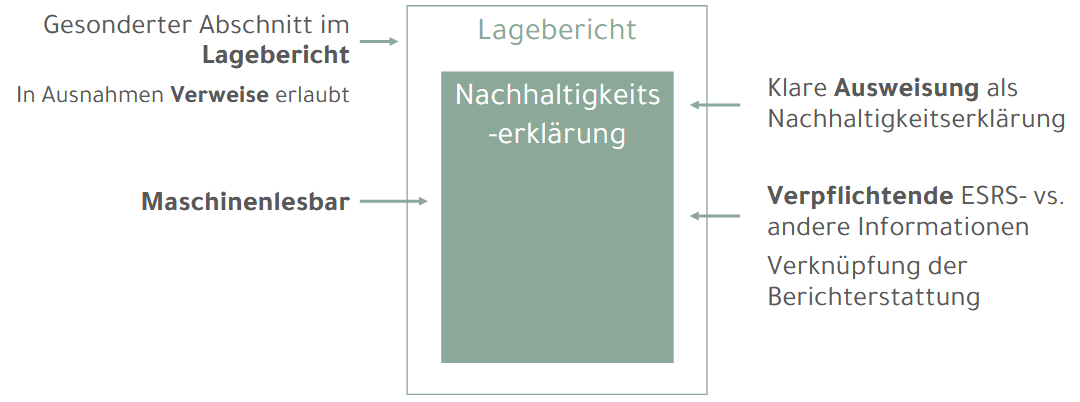 Gesonderter Abschnitt im
Lagebericht
In Ausnahmen Verweise erlaubt
Maschinenlesbar
Lagebericht
Nachhaltigkeits
-erklärung
Klare Ausweisung als
Nachhaltigkeitserklärung
Verpflichtende ESRS- vs.
andere Informationen
Verknüpfung der
Berichterstattung